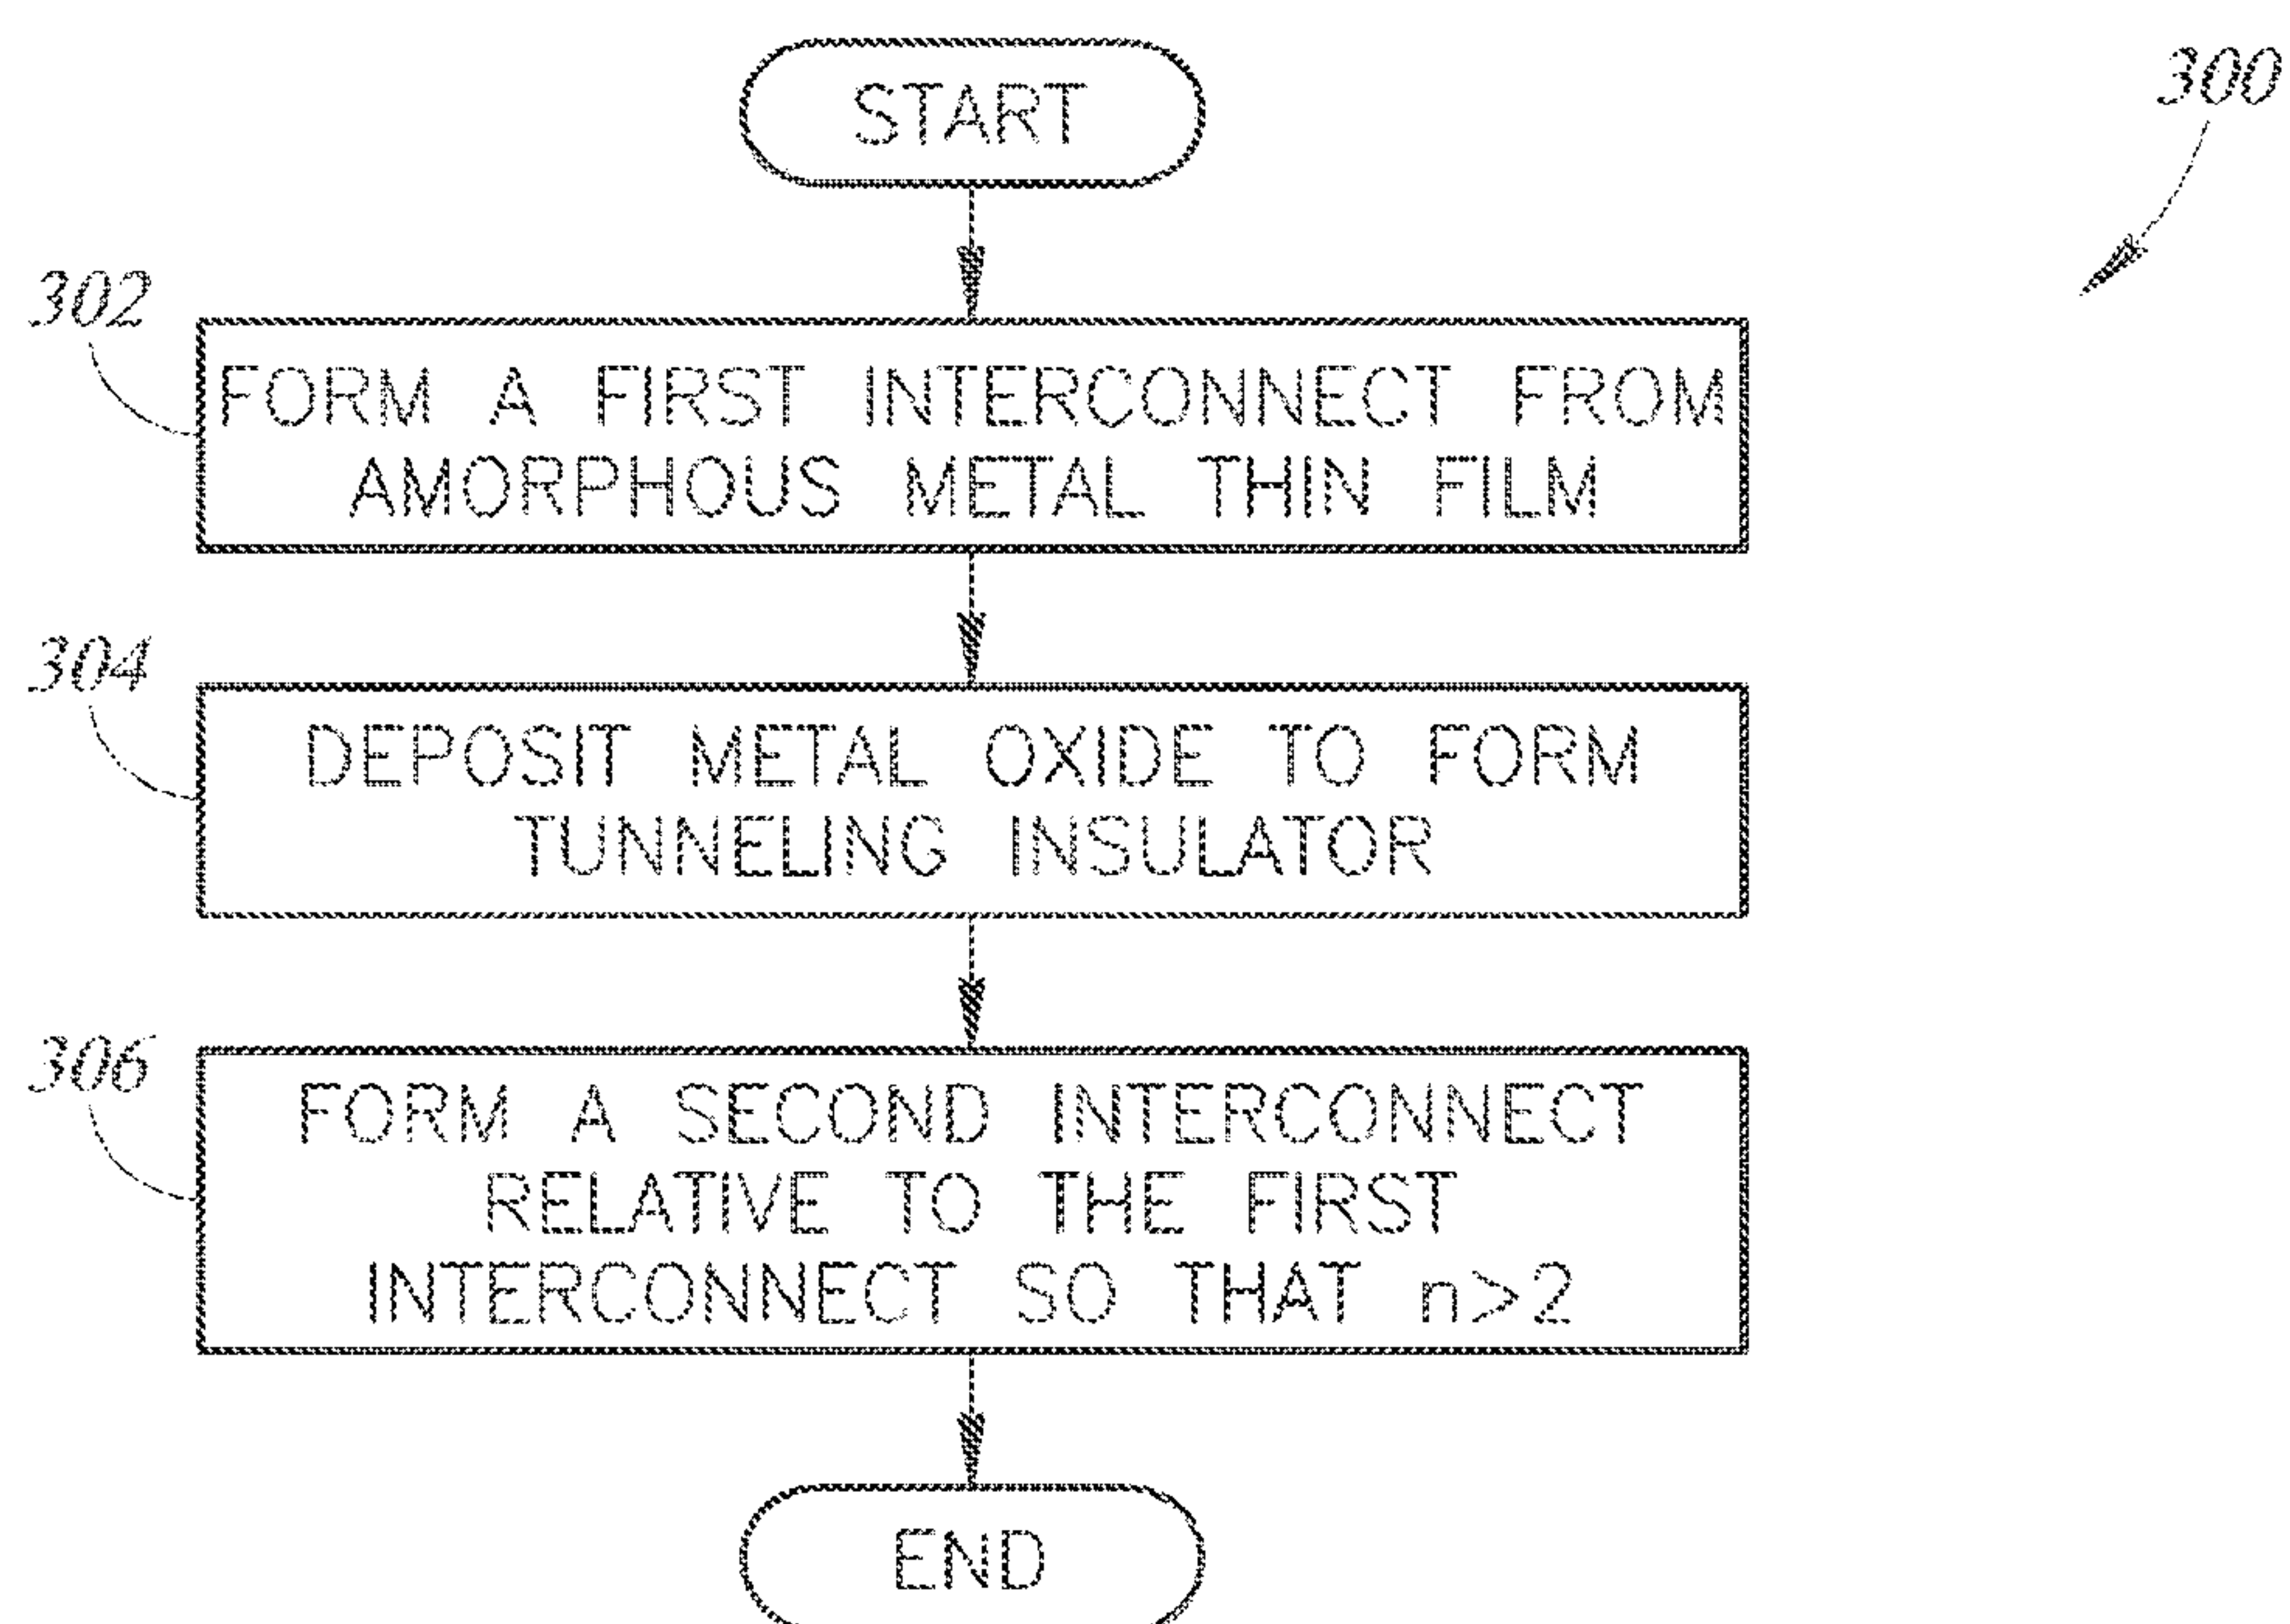 START
300
302
FORM A FIRST INTERCONNECT FROM
AMORPHOUS METAL THIN FILM
304
DEPOSIT METAL OXIDE TO FORM
TUNNELING INSULATOR
306
FORM A SECOND INTERCONNECT
RELATIVE TO THE FIRST
INTERCONNECT SO THAT n>2
END